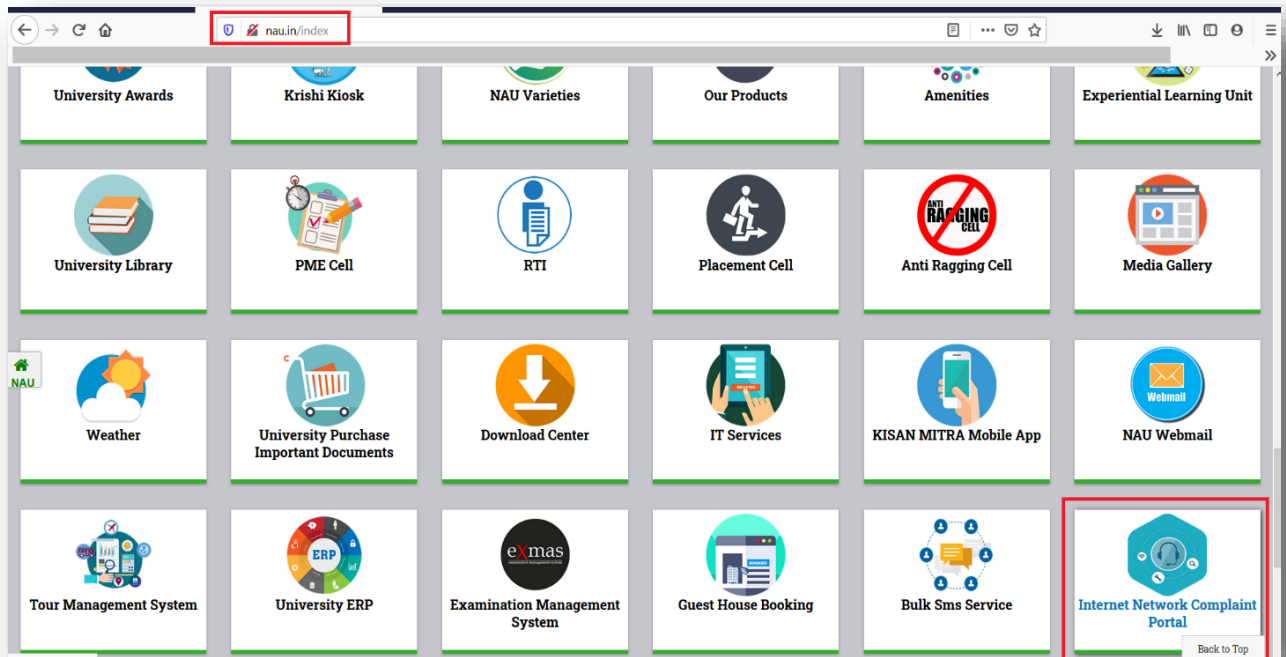 nau.in/index
University Awards
Krishi Kiosk
NAU Varieties
Our Products
Amenities
Experiential Learning Unit
ANTI
RAGGING
CELL
University Library
PME Cell
RTI
Placement Cell
Anti Ragging Cell
Media Gallery
NAU
REGISTER
Webmail
Weather
University Purchase
Important Documents
Download Center
IT Services
KISAN MITRA Mobile App
NAU Webmail
ERP
exmas
BOOKED
Tour Management System
University ERP
Examination Management
System
Guest House Booking
Bulk Sms Service
Internet Network Complaint
Portal
Back to Top